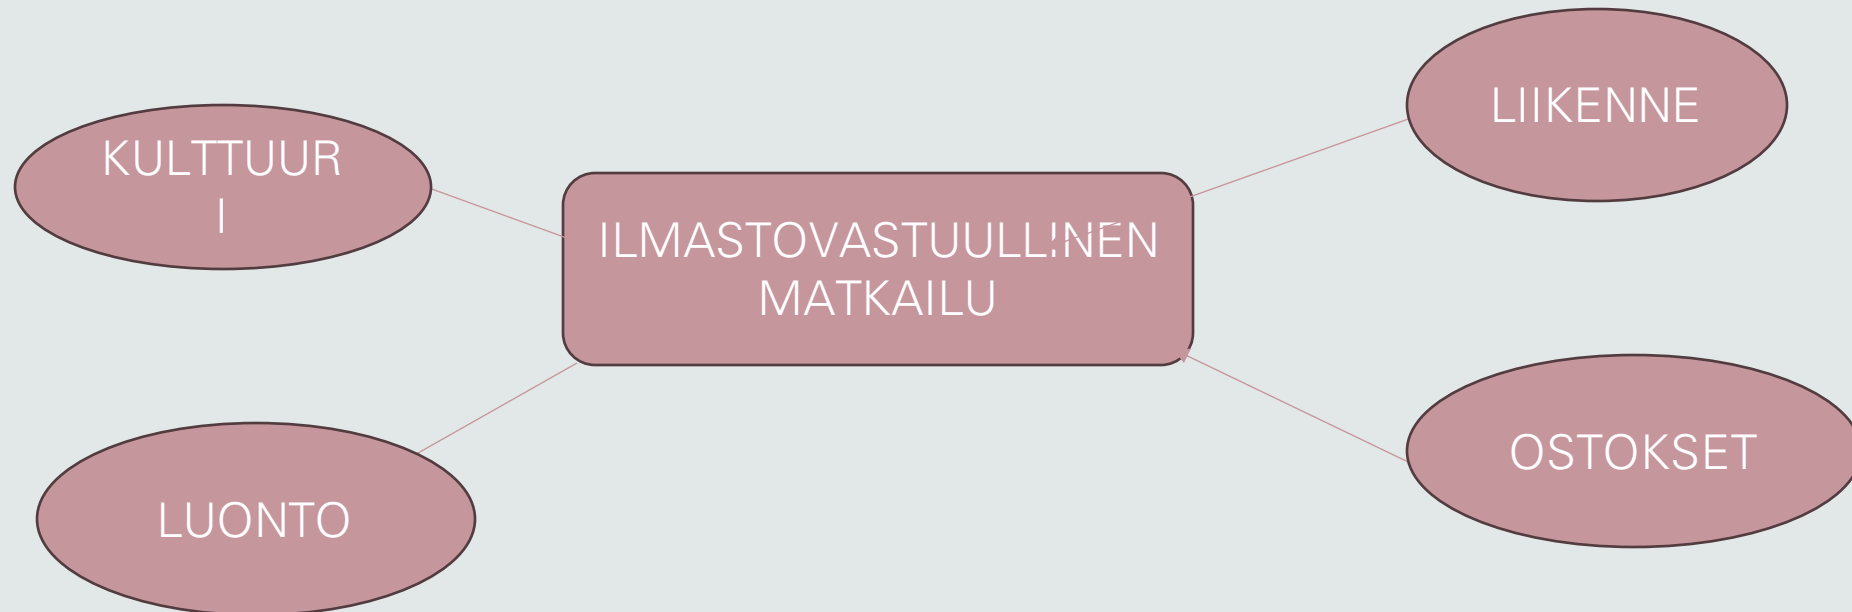 KULTTUUR
I
ILMASTOVASTUULLINEN
MATKAILU
LIIKENNE
LUONTO
OSTOKSET